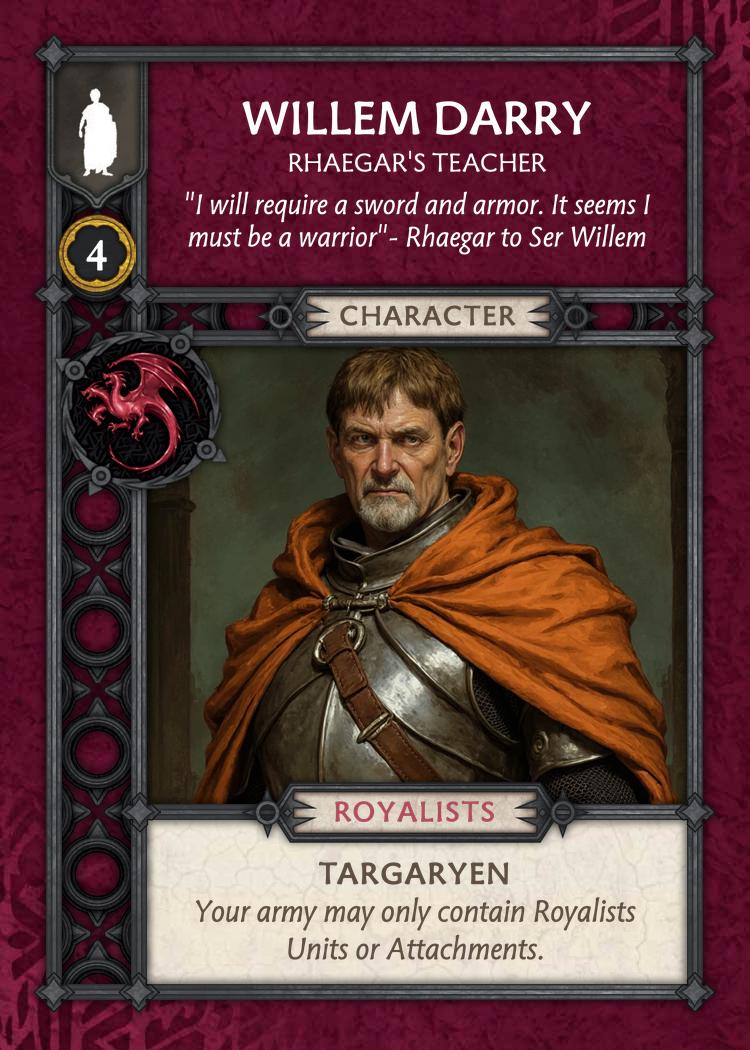 WILLEM DARRY
RHAEGAR'S TEACHER
"I will require a sword and armor. It seems I
must be a warrior"- Rhaegar to Ser Willem
4
CHARACTER
ROYALISTS
TARGARYEN
Your army may only contain Royalists
Units or Attachments.